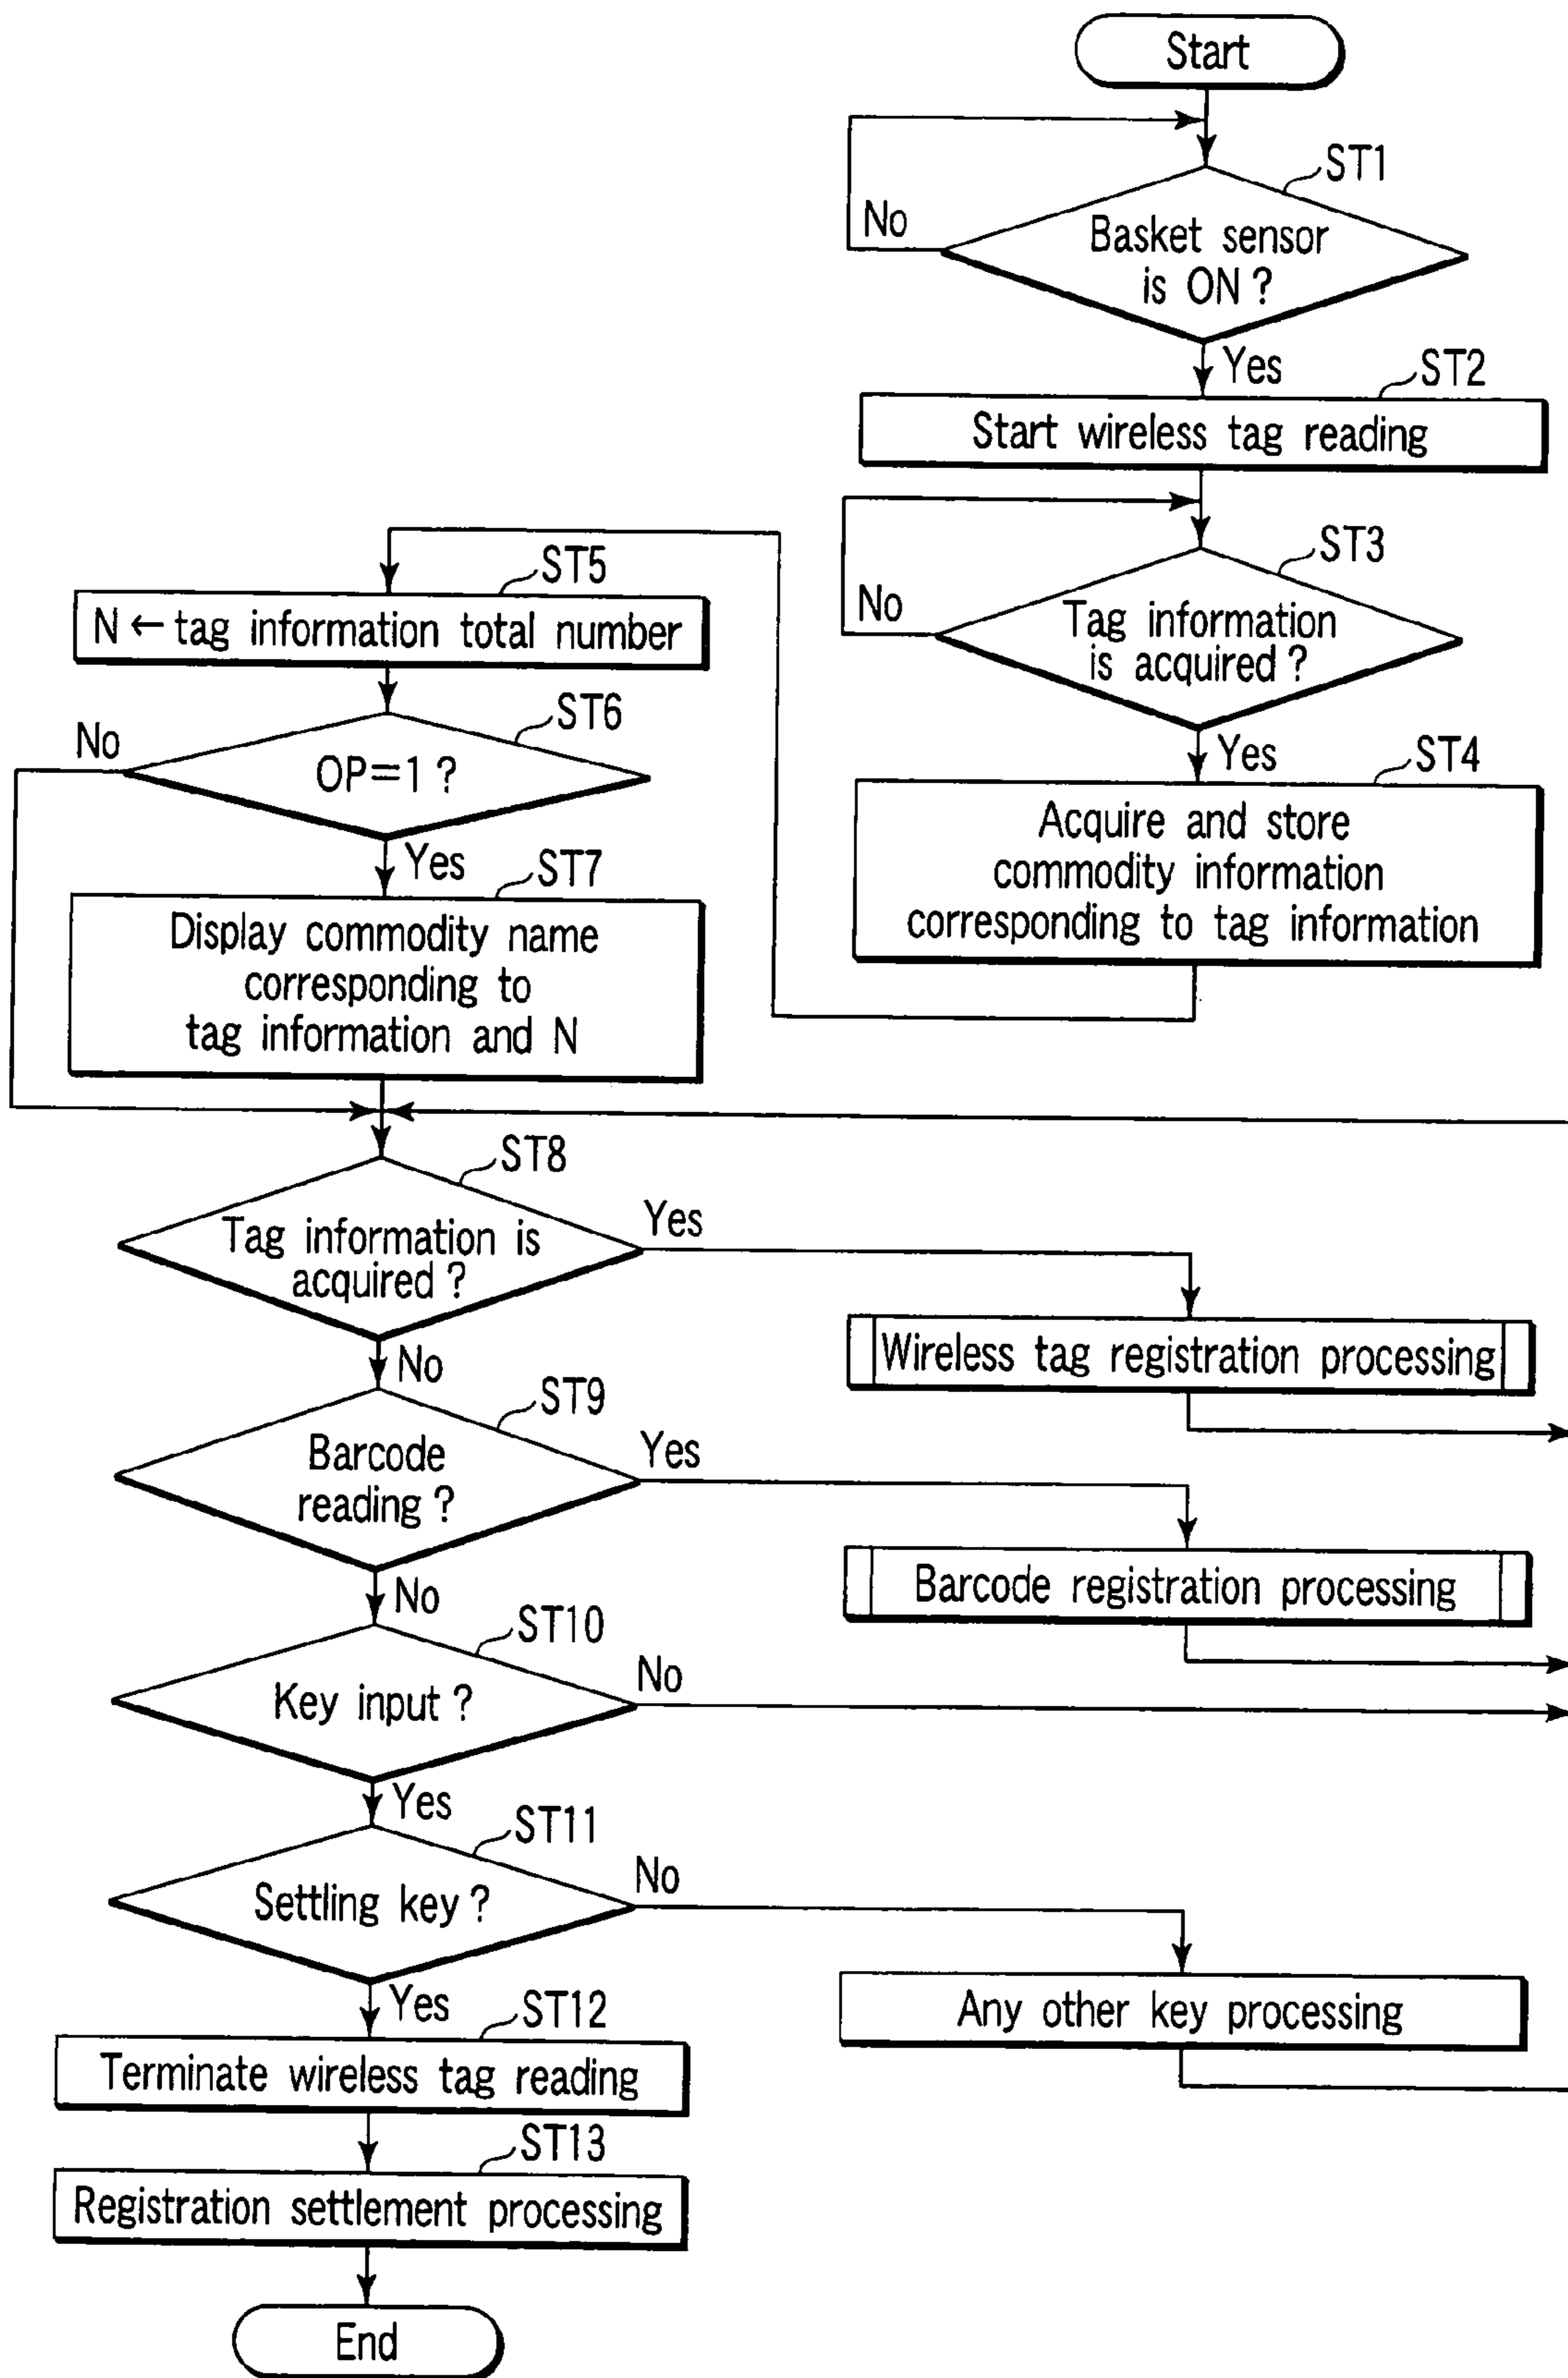 Start
ST1
No
Basket sensor
is ON ?
Yes
ST2
Start wireless tag reading
ST3
No
Tag information
is acquired ?
Yes
ST4
Acquire and store
commodity information
corresponding to tag information
ST5
N ← tag information total number
ST6
No
OP=1 ?
Yes
ST7
Display commodity name
corresponding to
tag information and N
ST8
Tag information is
acquired ?
Yes
Wireless tag registration processing
No
ST9
Barcode
reading ?
Yes
Barcode registration processing
No
ST10
Key input ?
No
Yes
ST11
Settling key ?
No
Any other key processing
Yes
ST12
Terminate wireless tag reading
ST13
Registration settlement processing
End